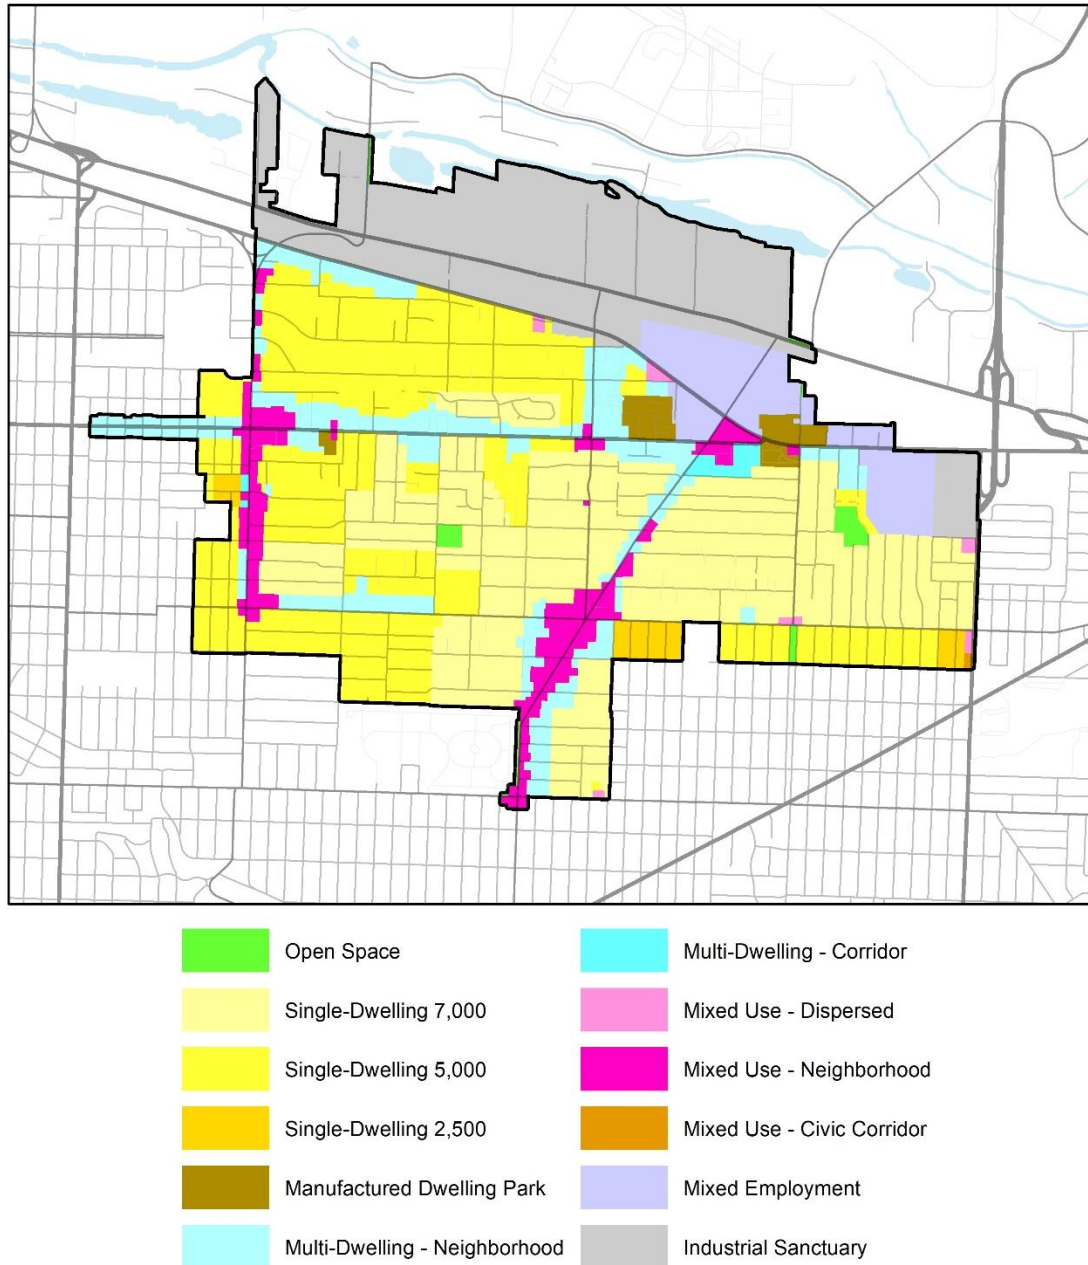 Open Space
Single-Dwelling 7,000
Single-Dwelling 5,000
Single-Dwelling 2,500
Manufactured Dwelling Park
Multi-Dwelling - Neighborhood
Multi-Dwelling - Corridor
Mixed Use - Dispersed
Mixed Use - Neighborhood
Mixed Use - Civic Corridor
Mixed Employment
Industrial Sanctuary